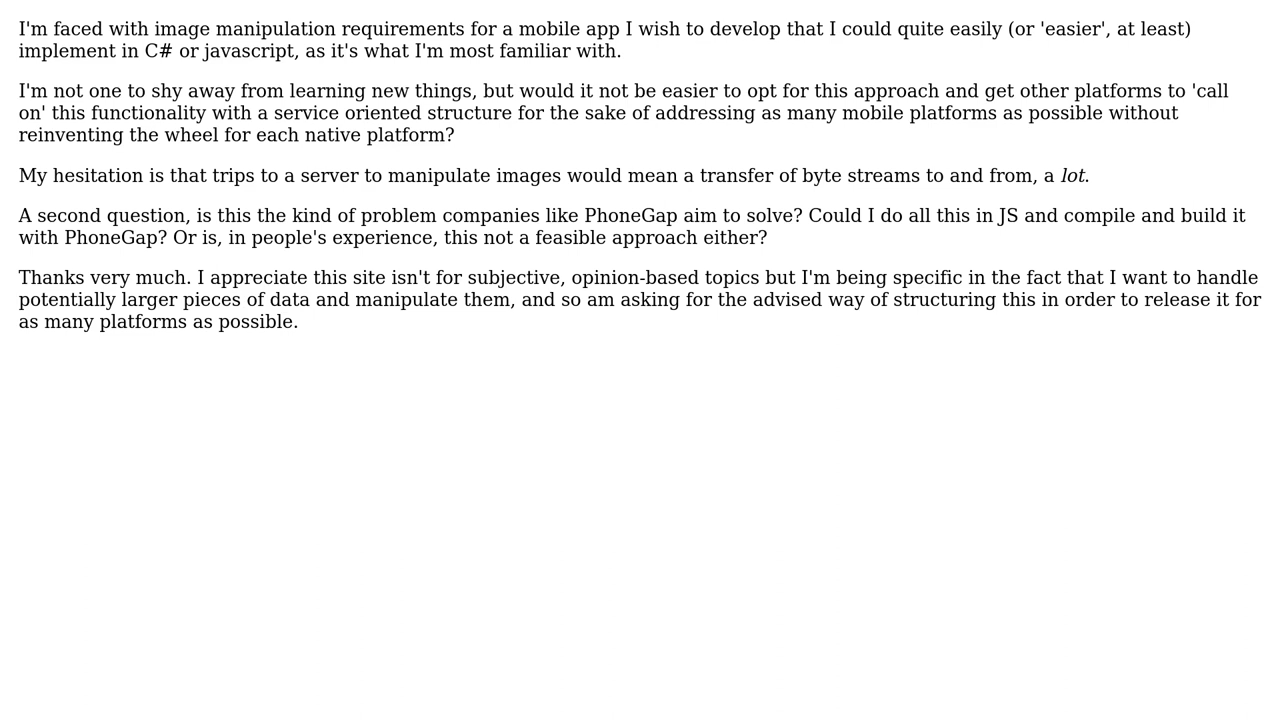 I'm faced with image manipulation requirements for a mobile app I wish to develop that I could quite easily (or 'easier', at least)
implement in C# or javascript, as it's what I'm most familiar with.
I'm not one to shy away from learning new things, but would it not be easier to opt for this approach and get other platforms to 'call
on' this functionality with a service oriented structure for the sake of addressing as many mobile platforms as possible without
reinventing the wheel for each native platform?
My hesitation is that trips to a server to manipulate images would mean a transfer of byte streams to and from, a lot.
A second question, is this the kind of problem companies like PhoneGap aim to solve? Could I do all this in JS and compile and build it
with PhoneGap? Or is, in people's experience, this not a feasible approach either?
Thanks very much. I appreciate this site isn't for subjective, opinion-based topics but I'm being specific in the fact that I want to handle
potentially larger pieces of data and manipulate them, and so am asking for the advised way of structuring this in order to release it for
as many platforms as possible.